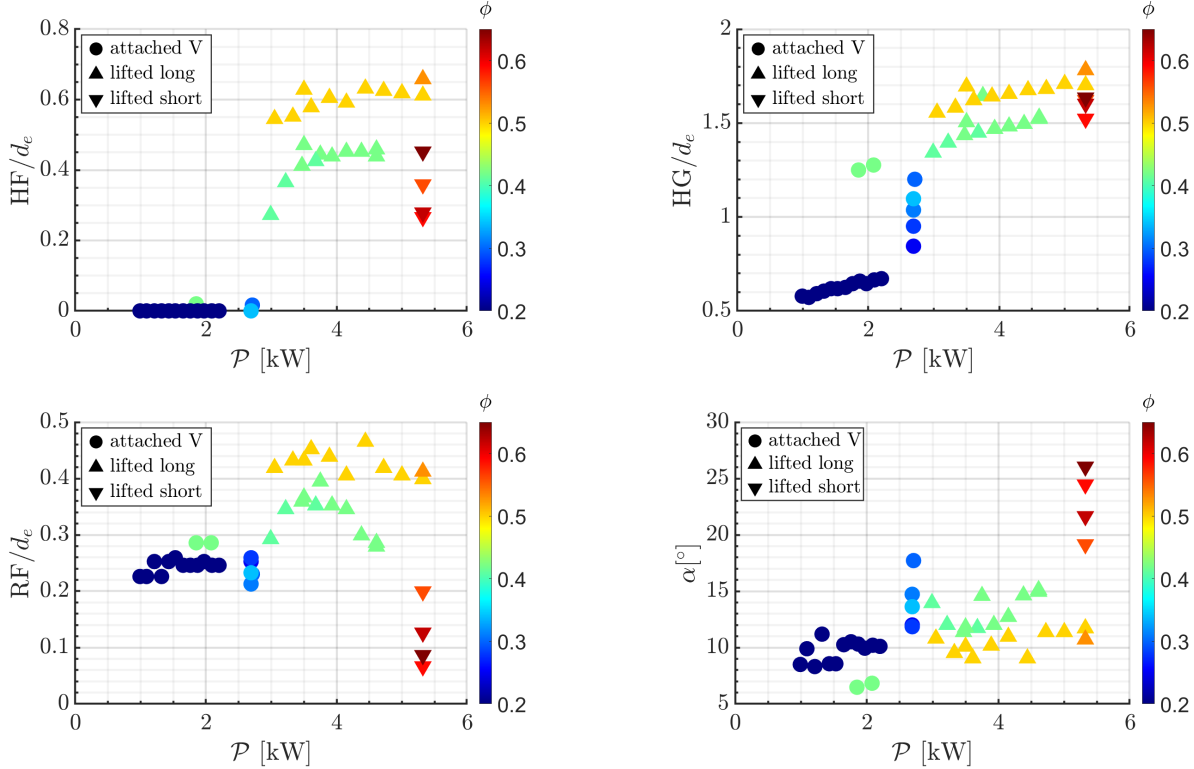 ϕ
0.8
0.6
0.4
0.2
0
HF/d_e
attached V
lifted long
lifted short
0 2 4 6
𝒫 [kW]
0.6
0.5
0.4
0.3
0.2
ϕ
2
1.5
1
0.5
HG/d_e
attached V
lifted long
lifted short
0 2 4 6
𝒫 [kW]
0.6
0.5
0.4
0.3
0.2
ϕ
0.5
0.4
0.3
0.2
0.1
0
RF/d_e
attached V
lifted long
lifted short
0 2 4 6
𝒫 [kW]
0.6
0.5
0.4
0.3
0.2
ϕ
30
25
20
15
10
5
α[°]
attached V
lifted long
lifted short
0 2 4 6
𝒫 [kW]
0.6
0.5
0.4
0.3
0.2